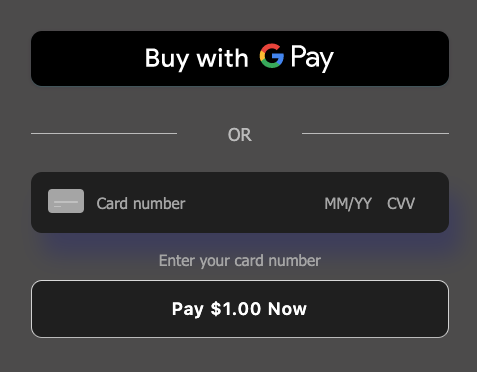 Buy with G Pay
OR
Card number MM/YY CVV
Enter your card number
Pay $1.00 Now